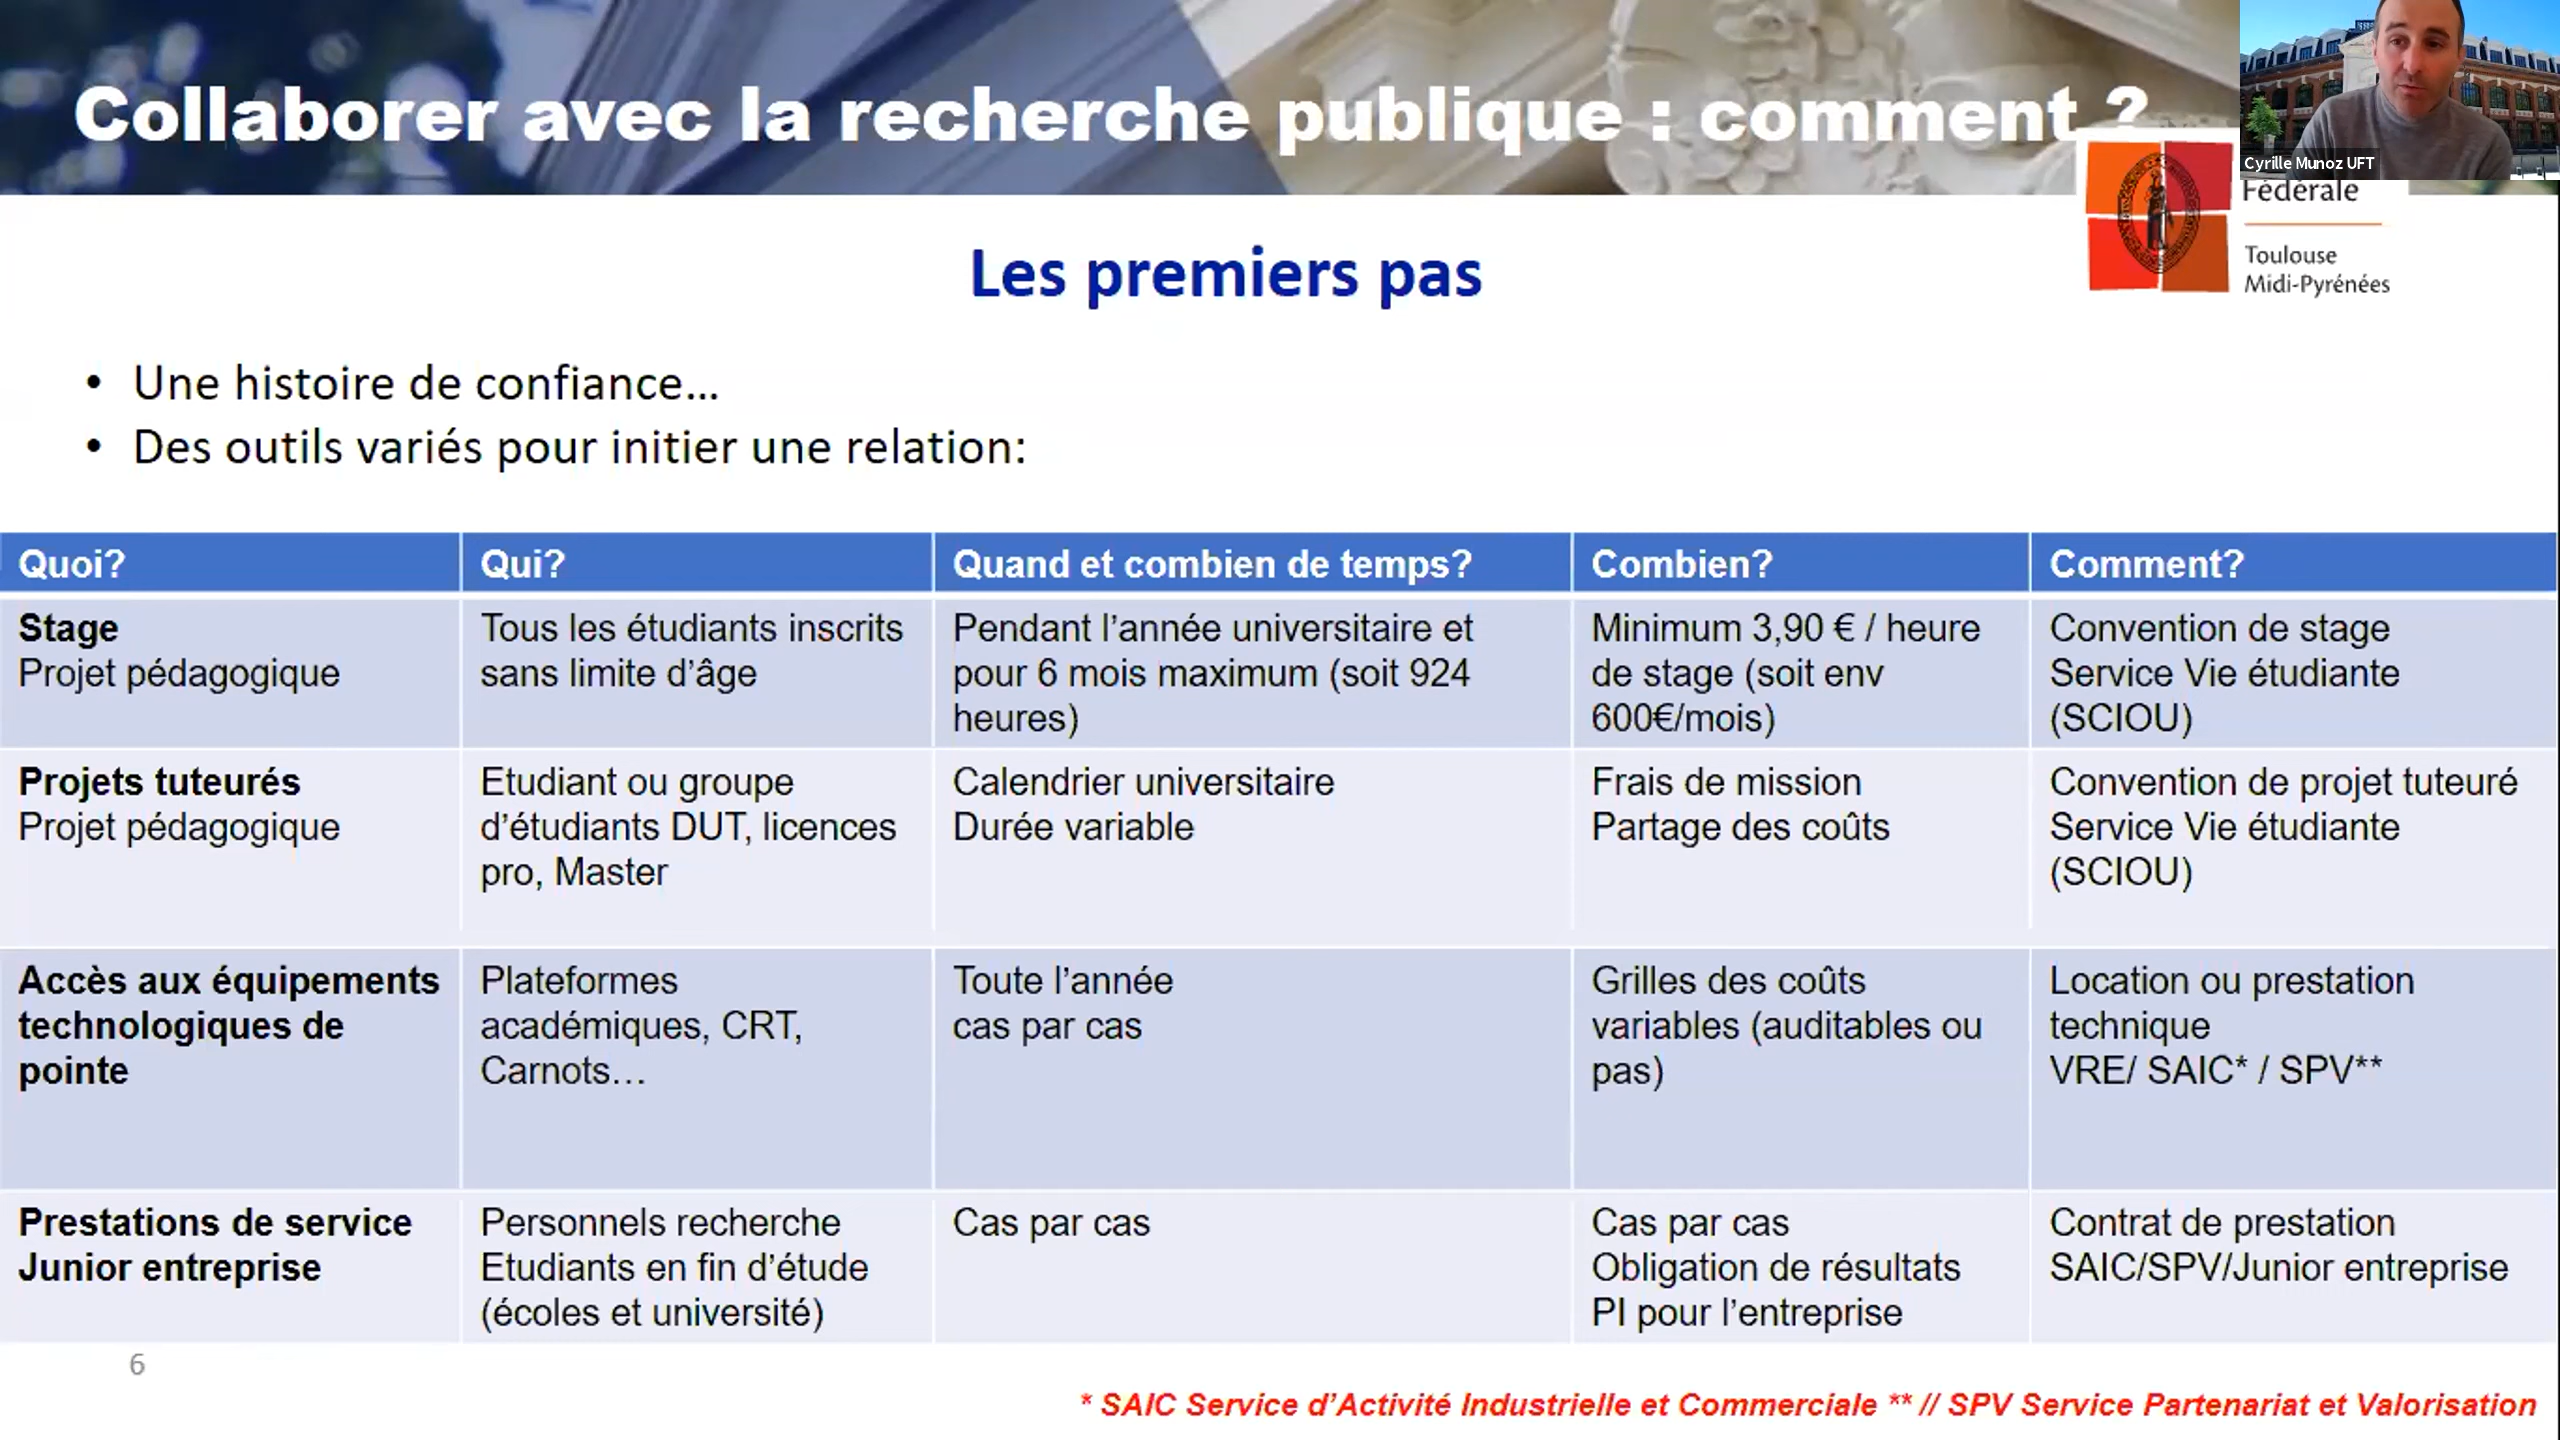 Collaborer avec la recherche publique : comment ?
Cyrille Munoz UFT
Fédérale
Toulouse
Midi-Pyrénées
Les premiers pas
• Une histoire de confiance...
• Des outils variés pour initier une relation:
Quoi?
Qui?
Quand et combien de temps?
Combien?
Comment?
Stage
Projet pédagogique
Tous les étudiants inscrits
sans limite d'âge
Pendant l'année universitaire et
pour 6 mois maximum (soit 924
heures)
Minimum 3,90 € / heure
de stage (soit env
600€/mois)
Convention de stage
Service Vie étudiante
(SCIOU)
Projets tuteurés
Projet pédagogique
Etudiant ou groupe
d'étudiants DUT, licences
pro, Master
Calendrier universitaire
Durée variable
Frais de mission
Partage des coûts
Convention de projet tuteuré
Service Vie étudiante
(SCIOU)
Accès aux équipements
technologiques de
pointe
Plateformes
académiques, CRT,
Carnots…
Toute l'année
cas par cas
Grilles des coûts
variables (auditables ou
pas)
Location ou prestation
technique
VRE/ SAIC* / SPV**
Prestations de service
Junior entreprise
Personnels recherche
Etudiants en fin d'étude
(écoles et université)
Cas par cas
Cas par cas
Obligation de résultats
PI pour l'entreprise
Contrat de prestation
SAIC/SPV/Junior entreprise
6
* SAIC Service d'Activité Industrielle et Commerciale ** // SPV Service Partenariat et Valorisation